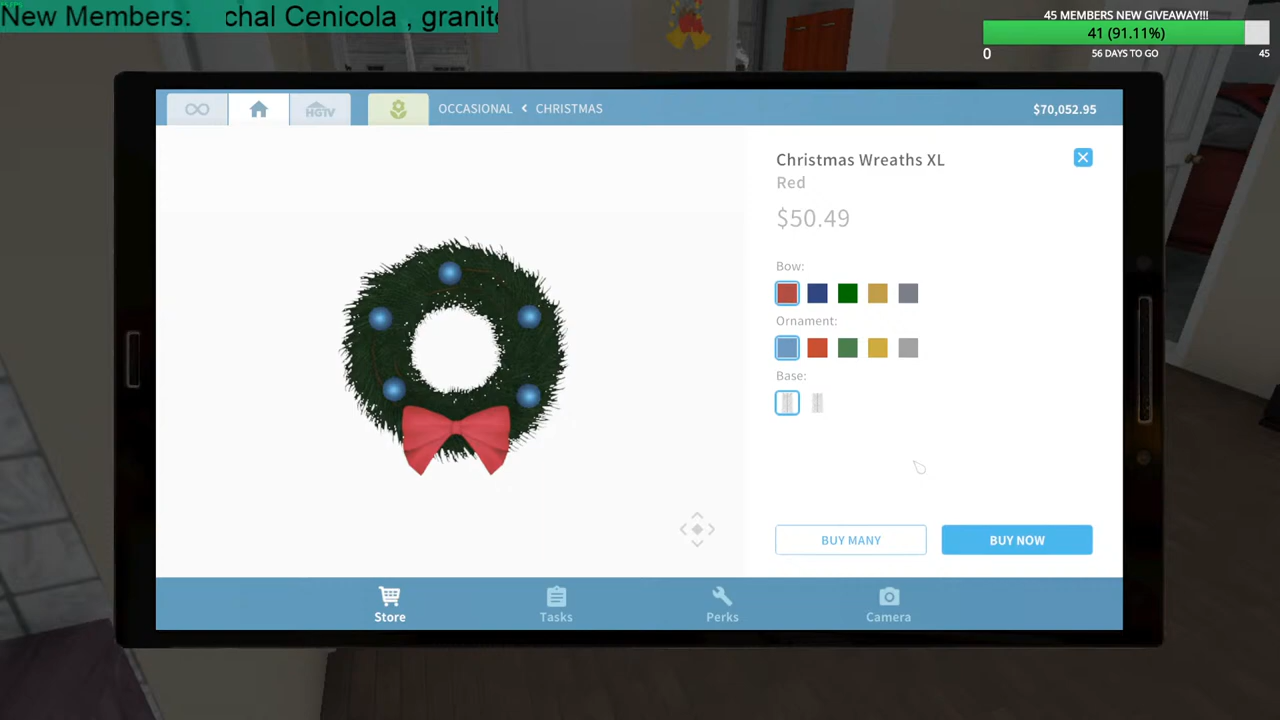 New Members: chal Cenicola , granite
45 MEMBERS NEW GIVEAWAY!!!
41 (91.11%)
0 56 DAYS TO GO 45
HGTV
OCCASIONAL < CHRISTMAS
$70,052.95
Christmas Wreaths XL
Red
$50.49
Bow:
Ornament:
Base:
BUY MANY BUY NOW
Store Tasks Perks Camera